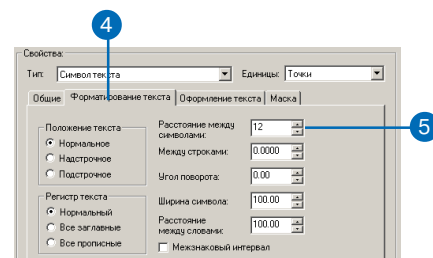 4
Свойства:
Тип: Символ текста Единицы: Точки
Общие Форматирование текста Оформление текста Маска
Положение текста
Нормальное
Надстрочное
Подстрочное
Регистр текста
Нормальный
Все заглавные
Все прописные
Расстояние между символами: 12
5
Между строками: 0.0000
Угол поворота: 0.00
Ширина символа: 100.00
Расстояние между словами: 100.00
Межзнаковый интервал